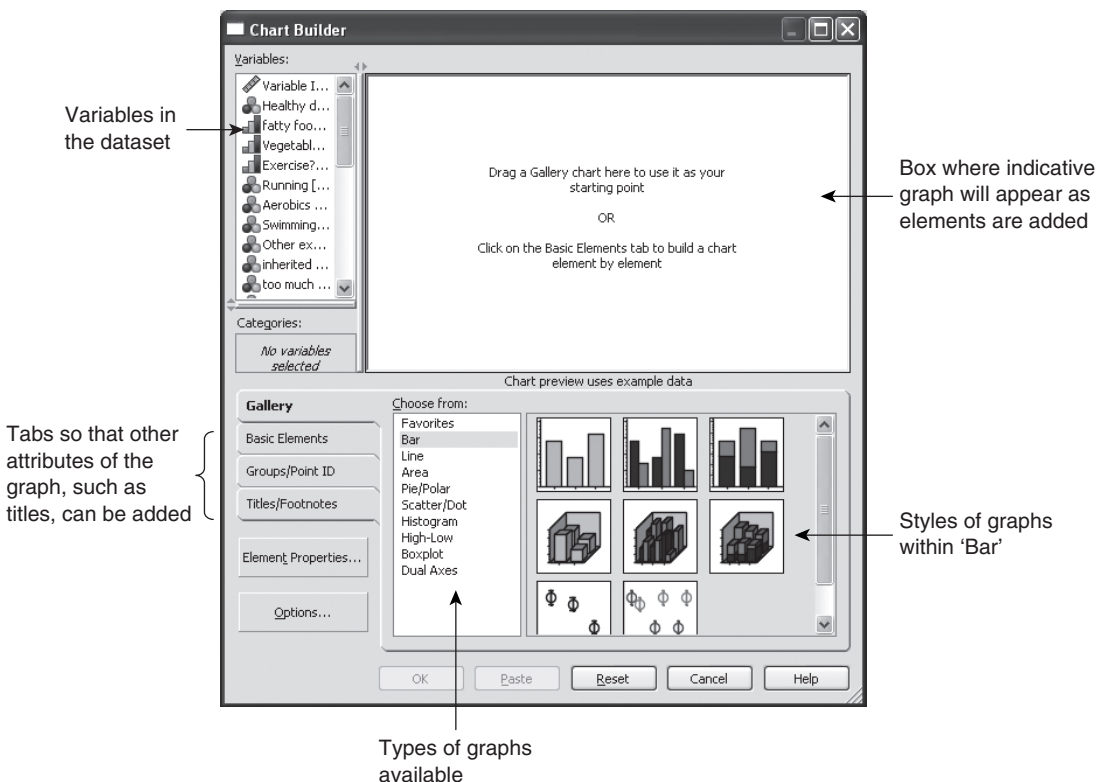 Chart Builder
Variables:
Variable I...
Healthy d...
fatty foo...
Vegetabl...
Exercise?...
Running [...
Aerobics ...
Swimming...
Other ex...
inherited ...
too much ...
Categories:
No variables
selected
Drag a Gallery chart here to use it as your
starting point
OR
Click on the Basic Elements tab to build a chart
element by element
Chart preview uses example data
Gallery
Basic Elements
Groups/Point ID
Titles/Footnotes
Element Properties...
Options...
Choose from:
Favorites
Bar
Line
Area
Pie/Polar
Scatter/Dot
Histogram
High-Low
Boxplot
Dual Axes
OK
Paste
Reset
Cancel
Help
Variables in
the dataset
Box where indicative
graph will appear as
elements are added
Tabs so that other
attributes of the
graph, such as
titles, can be added
Styles of graphs
within ‘Bar’
Types of graphs
available